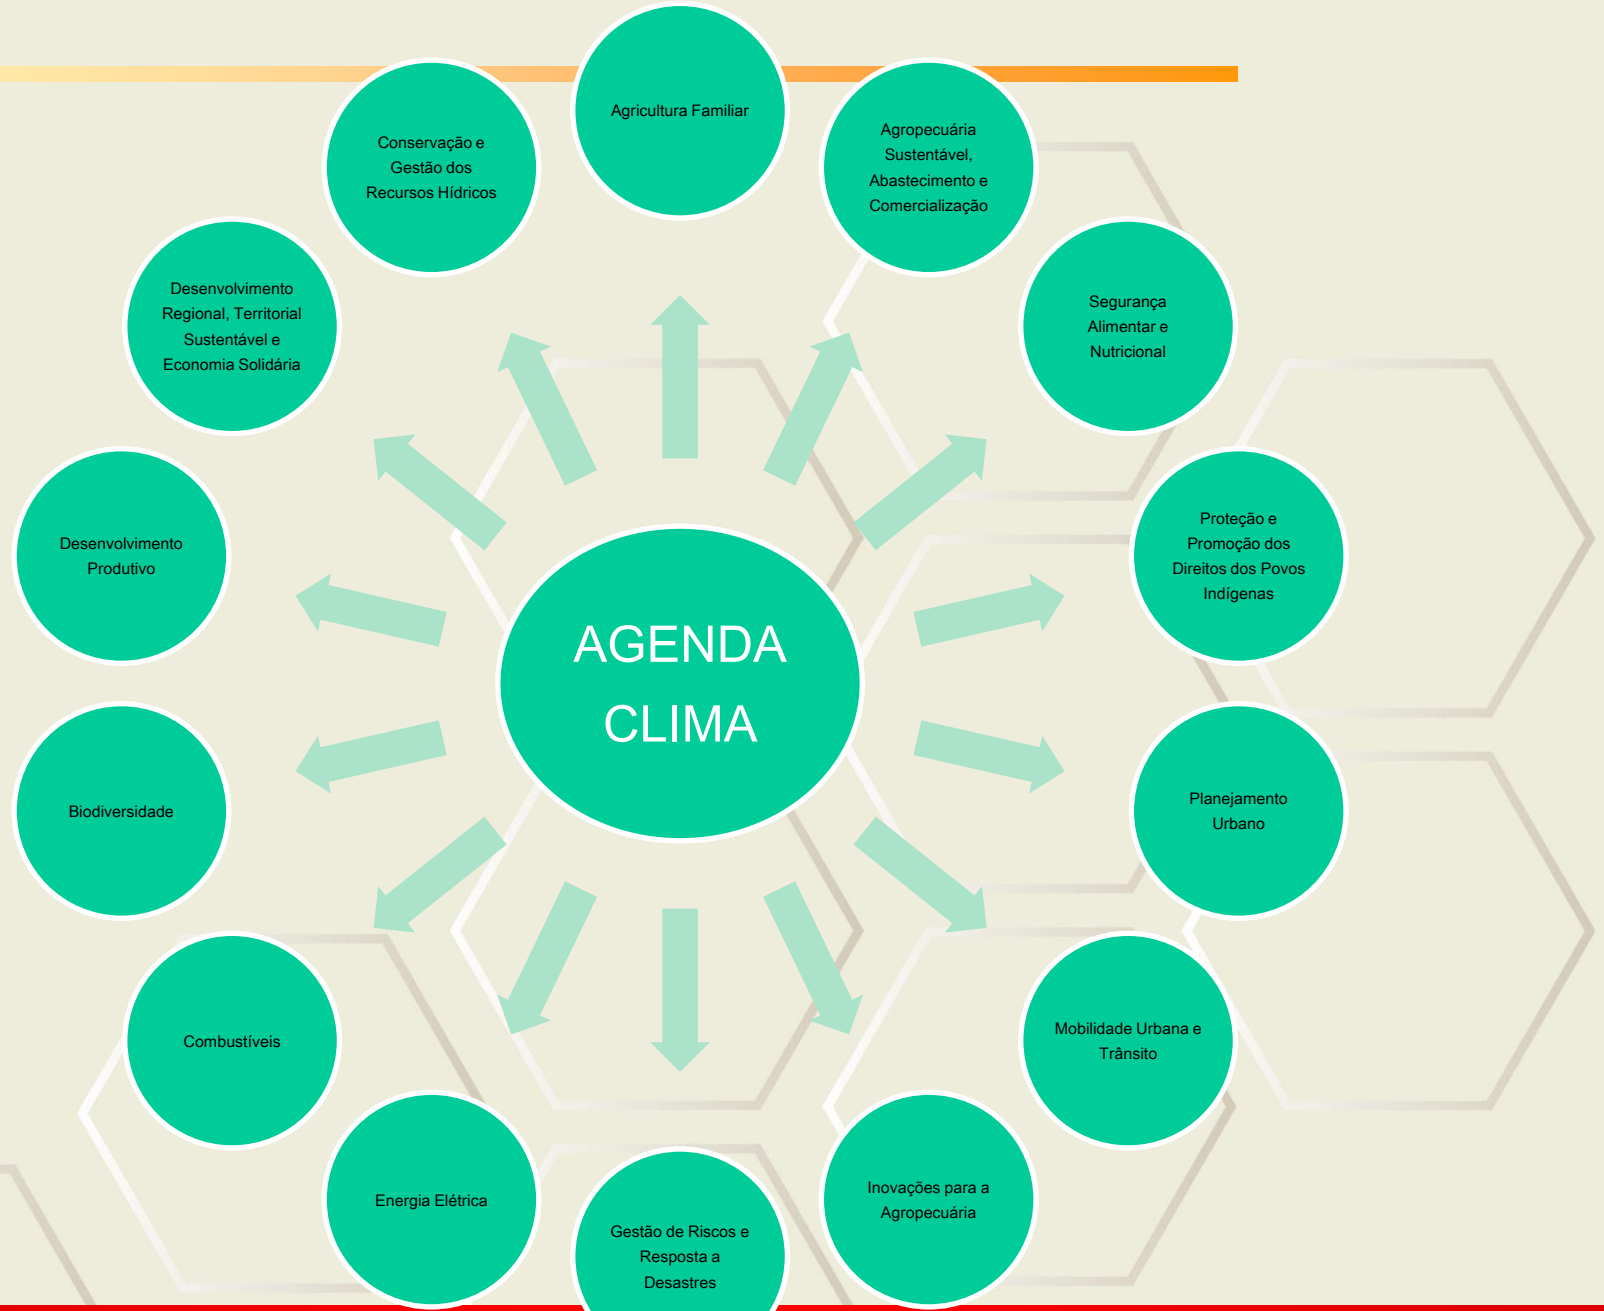 Agricultura Familiar
Agropecuária
Sustentável,
Abastecimento e
Comercialização
Segurança
Alimentar e
Nutricional
Proteção e
Promoção dos
Direitos dos Povos
Indígenas
Planejamento
Urbano
Mobilidade Urbana e
Trânsito
Inovações para a
Agropecuária
Gestão de Riscos e
Resposta a
Desastres
Energia Elétrica
Combustíveis
Biodiversidade
Desenvolvimento
Produtivo
Desenvolvimento
Regional, Territorial
Sustentável e
Economia Solidária
Conservação e
Gestão dos
Recursos Hídricos
AGENDA
CLIMA